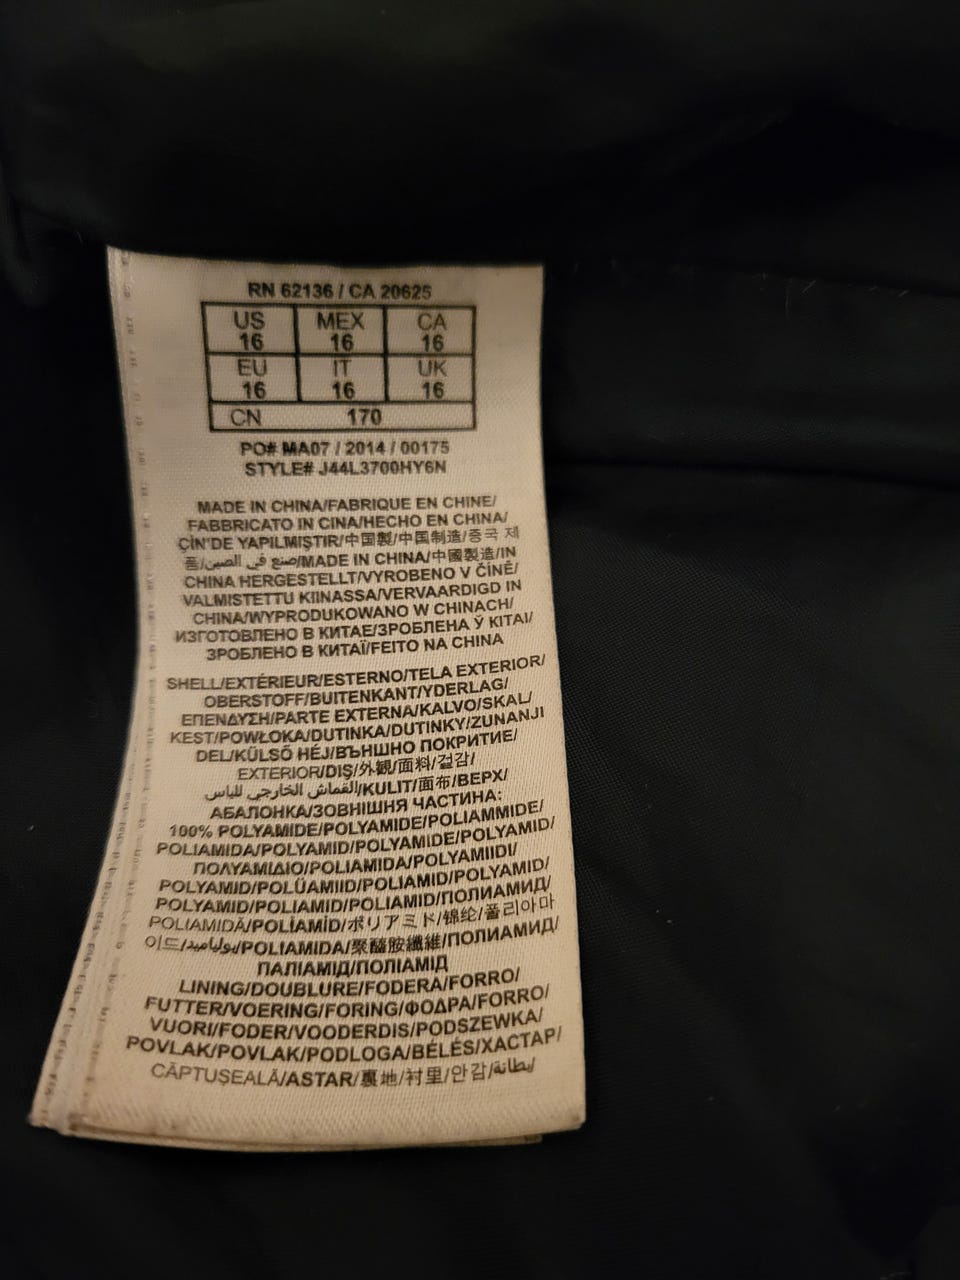 RN 62136 / CA 20625
US MEX CA
16 16 16
EU IT UK
16 16 16
CN 170
PO# MA07 / 2014 / 00175
STYLE# J44L3700HY6N
MADE IN CHINA/FABRIQUE EN CHINE/
FABBRICATO IN CINA/HECHO EN CHINA/
ÇİN'DE YAPILMIŞTIR/中国製/中国制造/중국 제
품/صنع في الصين/MADE IN CHINA/中國製造/IN
CHINA HERGESTELLT/VYROBENO V ČÍNĚ/
VALMISTETTU KIINASSA/VERVAARDIGD IN
CHINA/WYPRODUKOWANO W CHINACH/
ИЗГОТОВЛЕНО В КИТАЕ/ЗРОБЛЕНА Ў КІТАІ/
ЗРОБЛЕНО В КИТАЇ/FEITO NA CHINA
SHELL/EXTÉRIEUR/ESTERNO/TELA EXTERIOR/
OBERSTOFF/BUITENKANT/YDERLAG/
ΕΠΕΝΔΥΣΗ/PARTE EXTERNA/KALVO/SKAL/
KEST/POWŁOKA/DUTINKA/DUTINKY/ZUNANJI
DEL/KÜLSŐ HÉJ/ВЪНШНО ПОКРИТИЕ/
EXTERIOR/DIŞ/外観/面料/겉감/
القماش الخارجي للباس/KULIT/面布/ВЕРХ/
АБАЛОНКА/ЗОВНІШНЯ ЧАСТИНА:
100% POLYAMIDE/POLYAMIDE/POLIAMMIDE/
POLIAMIDA/POLYAMID/POLYAMIDE/POLYAMID/
ΠΟΛΥΑΜΙΔΙΟ/POLIAMIDA/POLYAMIIDI/
POLYAMID/POLÜAMIID/POLIAMID/POLYAMID/
POLYAMID/POLIAMID/POLIAMID/ПОЛИАМИД/
POLIAMIDĂ/POLİAMİD/ポリアミド/锦纶/폴리아마
이드/بولياميد/POLIAMIDA/聚醯胺纖維/ПОЛИАМИД/
ПАЛІАМІД/ПОЛІАМІД
LINING/DOUBLURE/FODERA/FORRO/
FUTTER/VOERING/FORING/ΦΟΔΡΑ/FORRO/
VUORI/FODER/VOODERDIS/PODSZEWKA/
POVLAK/POVLAK/PODLOGA/BÉLÉS/ХАСТАР/
CĂPTUȘEALĂ/ASTAR/裏地/衬里/안감/بطانة/